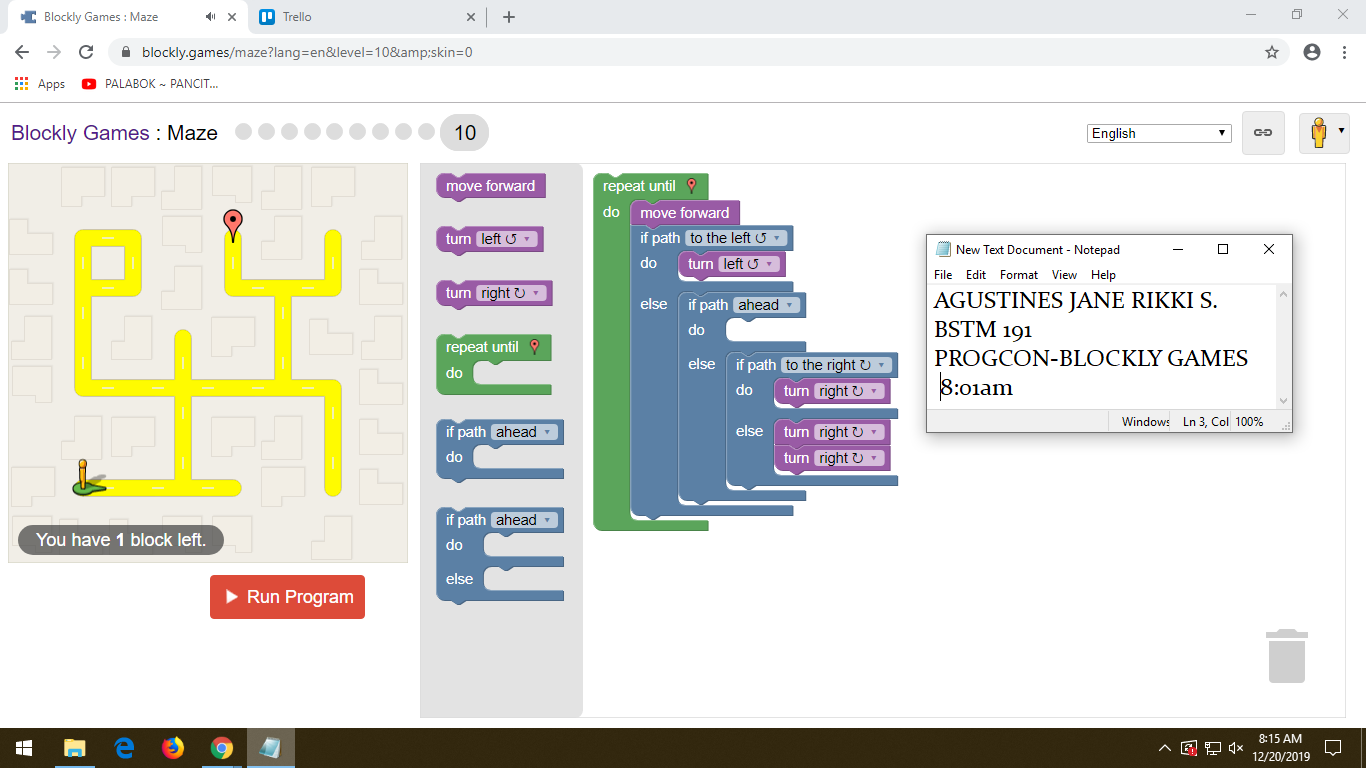 Blockly Games : Maze
Trello
blockly.games/maze?lang=en&level=10&amp;skin=0
Apps
PALABOK ~ PANCIT...
Blockly Games : Maze
10
English
You have 1 block left.
Run Program
move forward
turn left ↺
turn right ↻
repeat until
do
if path ahead
do
if path ahead
do
else
repeat until
do
move forward
if path to the left ↺
do
turn left ↺
else
if path ahead
do
else
if path to the right ↻
do
turn right ↻
else
turn right ↻
turn right ↻
New Text Document - Notepad
File Edit Format View Help
AGUSTINES JANE RIKKI S.
BSTM 191
PROGCON-BLOCKLY GAMES
8:01am
Windows Ln 3, Col 100%
8:15 AM
12/20/2019